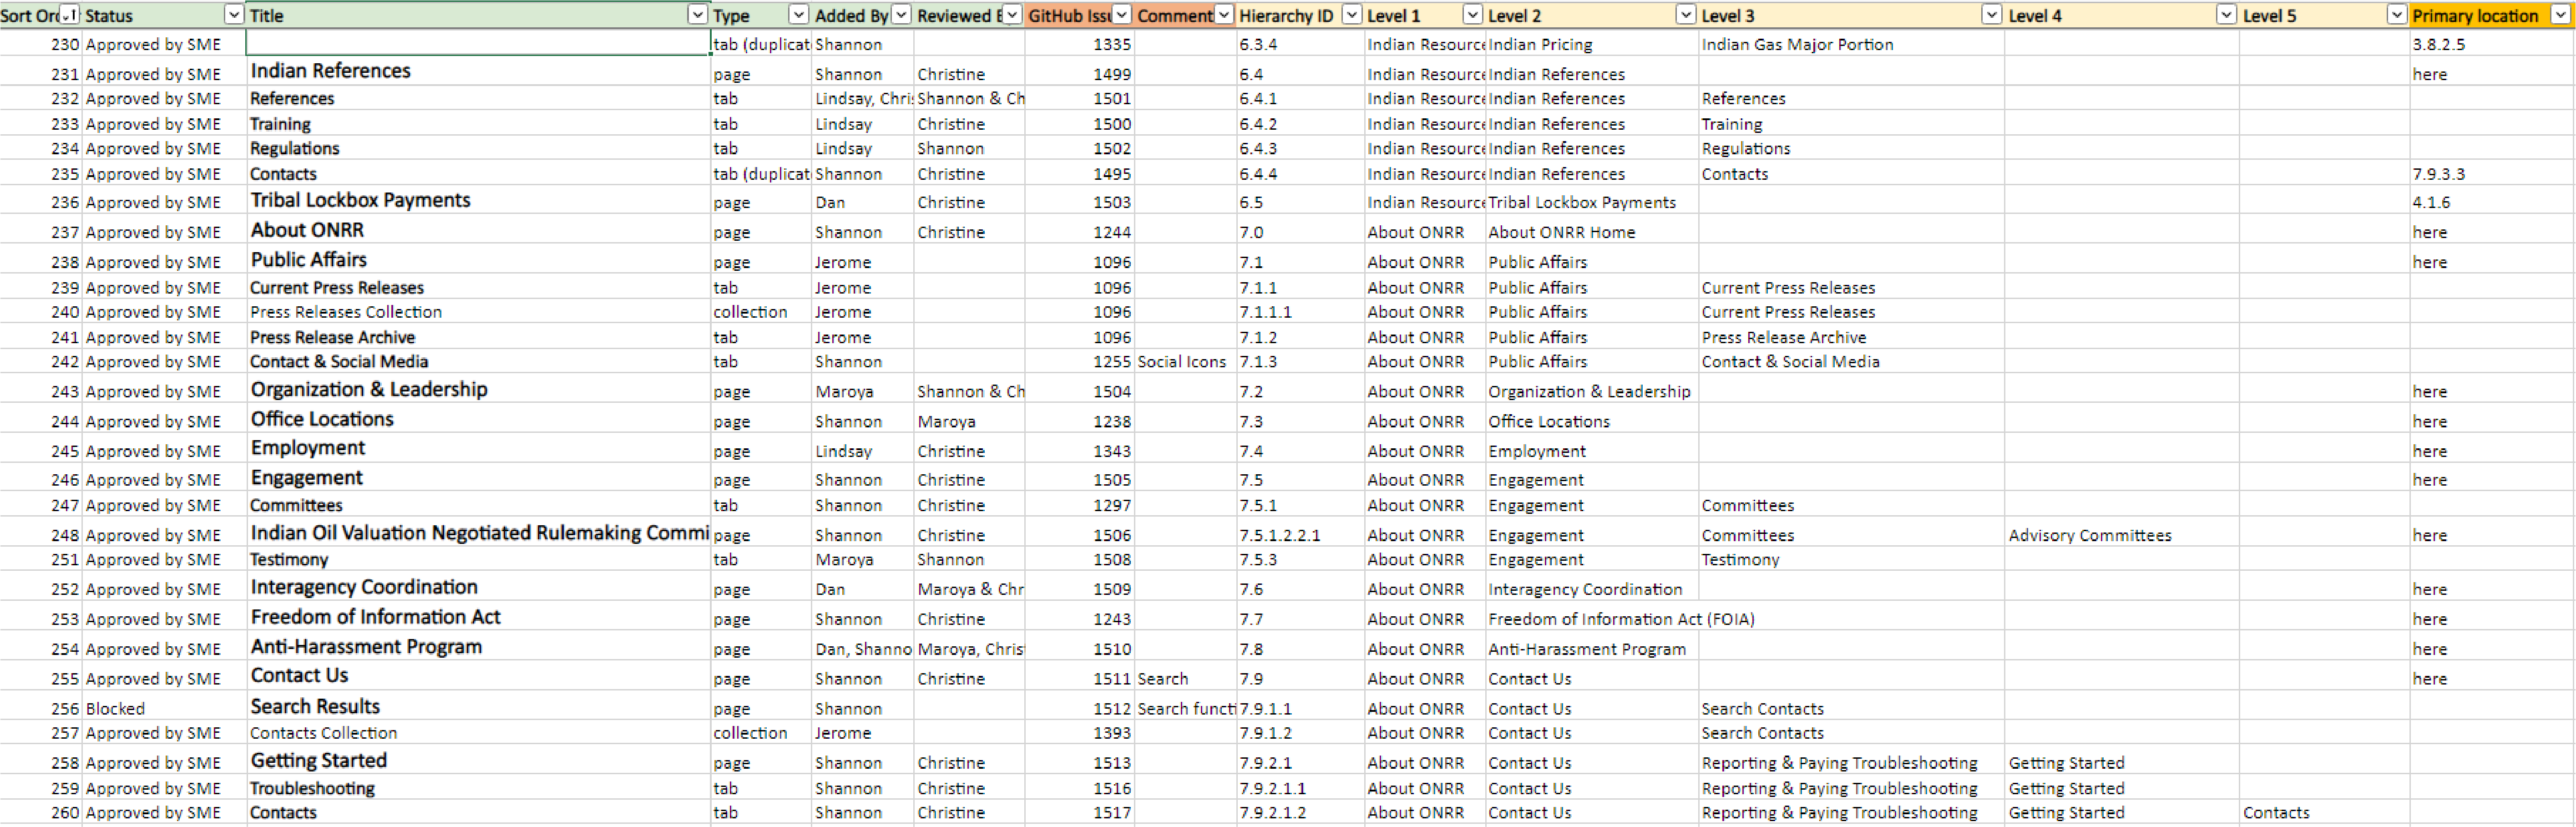 Sort Or Status Title Type Added By Reviewed E GitHub Issu Comment Hierarchy ID Level 1 Level 2 Level 3 Level 4 Level 5 Primary location
230 Approved by SME tab (duplicat Shannon 1335 6.3.4 Indian Resource Indian Pricing Indian Gas Major Portion 3.8.2.5
231 Approved by SME Indian References page Shannon Christine 1499 6.4 Indian Resource Indian References here
232 Approved by SME References tab Lindsay, Chris Shannon & Ch 1501 6.4.1 Indian Resource Indian References References
233 Approved by SME Training tab Lindsay Christine 1500 6.4.2 Indian Resource Indian References Training
234 Approved by SME Regulations tab Lindsay Shannon 1502 6.4.3 Indian Resource Indian References Regulations
235 Approved by SME Contacts tab (duplicat Shannon Christine 1495 6.4.4 Indian Resource Indian References Contacts 7.9.3.3
236 Approved by SME Tribal Lockbox Payments page Dan Christine 1503 6.5 Indian Resource Tribal Lockbox Payments 4.1.6
237 Approved by SME About ONRR page Shannon Christine 1244 7.0 About ONRR About ONRR Home here
238 Approved by SME Public Affairs page Jerome 1096 7.1 About ONRR Public Affairs here
239 Approved by SME Current Press Releases tab Jerome 1096 7.1.1 About ONRR Public Affairs Current Press Releases
240 Approved by SME Press Releases Collection collection Jerome 1096 7.1.1.1 About ONRR Public Affairs Current Press Releases
241 Approved by SME Press Release Archive tab Jerome 1096 7.1.2 About ONRR Public Affairs Press Release Archive
242 Approved by SME Contact & Social Media tab Shannon 1255 Social Icons 7.1.3 About ONRR Public Affairs Contact & Social Media
243 Approved by SME Organization & Leadership page Maroya Shannon & Ch 1504 7.2 About ONRR Organization & Leadership here
244 Approved by SME Office Locations page Shannon Maroya 1238 7.3 About ONRR Office Locations here
245 Approved by SME Employment page Lindsay Christine 1343 7.4 About ONRR Employment here
246 Approved by SME Engagement page Shannon Christine 1505 7.5 About ONRR Engagement here
247 Approved by SME Committees tab Shannon Christine 1297 7.5.1 About ONRR Engagement Committees
248 Approved by SME Indian Oil Valuation Negotiated Rulemaking Commi page Shannon Christine 1506 7.5.1.2.2.1 About ONRR Engagement Committees Advisory Committees here
251 Approved by SME Testimony tab Maroya Shannon 1508 7.5.3 About ONRR Engagement Testimony
252 Approved by SME Interagency Coordination page Dan Maroya & Chr 1509 7.6 About ONRR Interagency Coordination here
253 Approved by SME Freedom of Information Act page Shannon Christine 1243 7.7 About ONRR Freedom of Information Act (FOIA) here
254 Approved by SME Anti-Harassment Program page Dan, Shanno Maroya, Chris 1510 7.8 About ONRR Anti-Harassment Program here
255 Approved by SME Contact Us page Shannon Christine 1511 Search 7.9 About ONRR Contact Us here
256 Blocked Search Results page Shannon 1512 Search functi 7.9.1.1 About ONRR Contact Us Search Contacts
257 Approved by SME Contacts Collection collection Jerome 1393 7.9.1.2 About ONRR Contact Us Search Contacts
258 Approved by SME Getting Started page Shannon Christine 1513 7.9.2.1 About ONRR Contact Us Reporting & Paying Troubleshooting Getting Started
259 Approved by SME Troubleshooting tab Shannon Christine 1516 7.9.2.1.1 About ONRR Contact Us Reporting & Paying Troubleshooting Getting Started
260 Approved by SME Contacts tab Shannon Christine 1517 7.9.2.1.2 About ONRR Contact Us Reporting & Paying Troubleshooting Getting Started Contacts